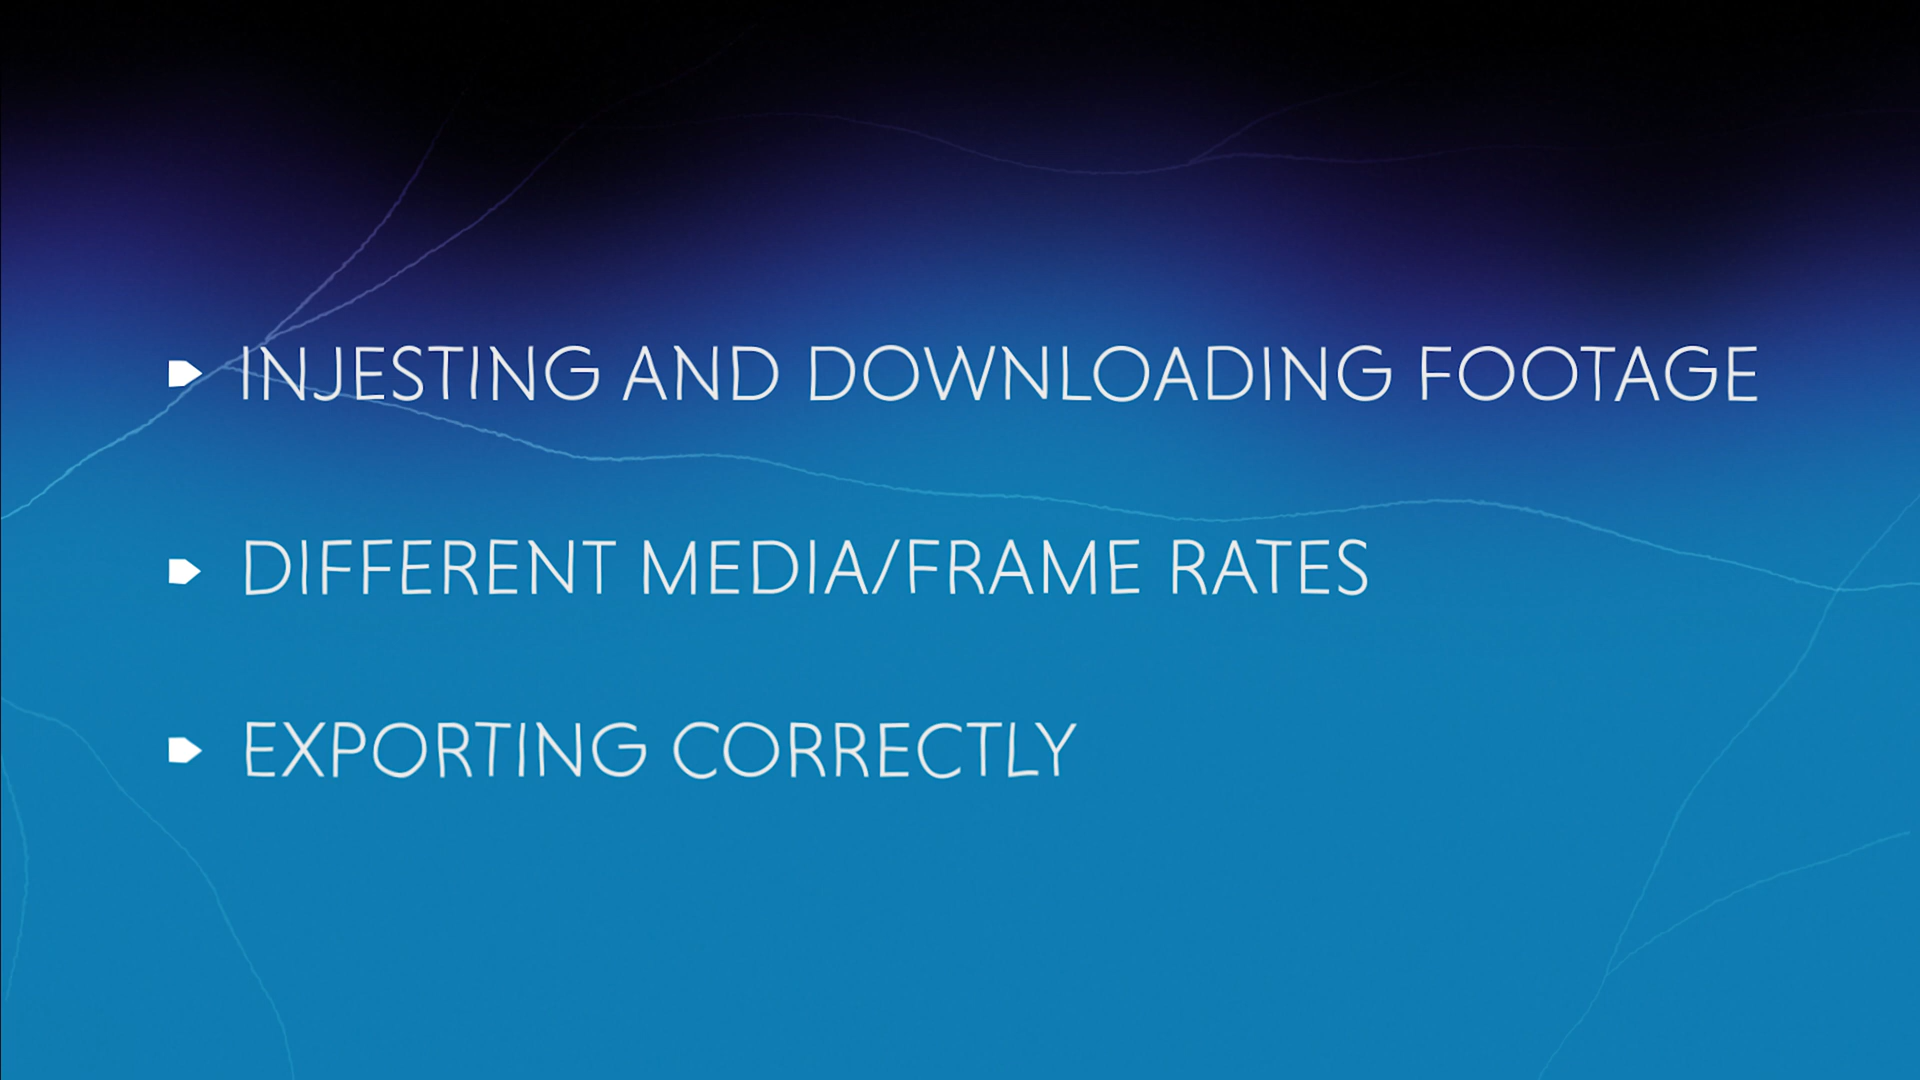 INJESTING AND DOWNLOADING FOOTAGE
DIFFERENT MEDIA/FRAME RATES
EXPORTING CORRECTLY